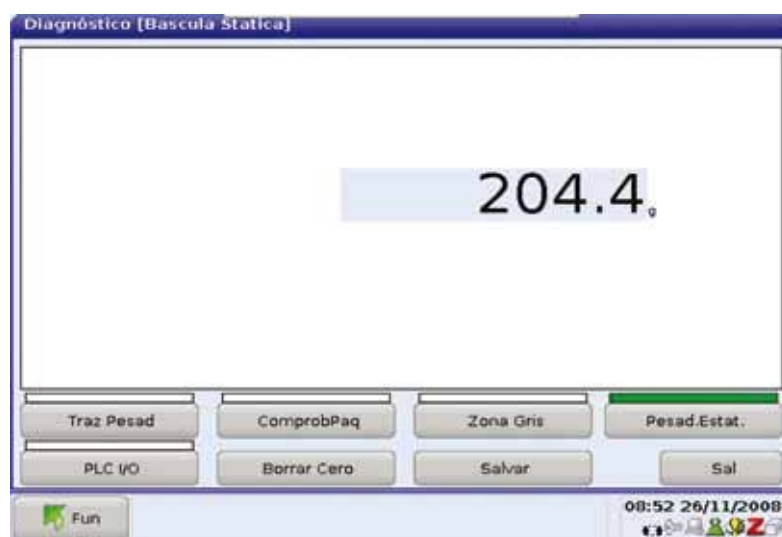 Diagnóstico [Bascula Statica]
204.4 g
Traz Pesad ComprobPaq Zona Gris Pesad.Estat.
PLC I/O Borrar Cero Salvar Sal
Fun
08:52 26/11/2008
Z